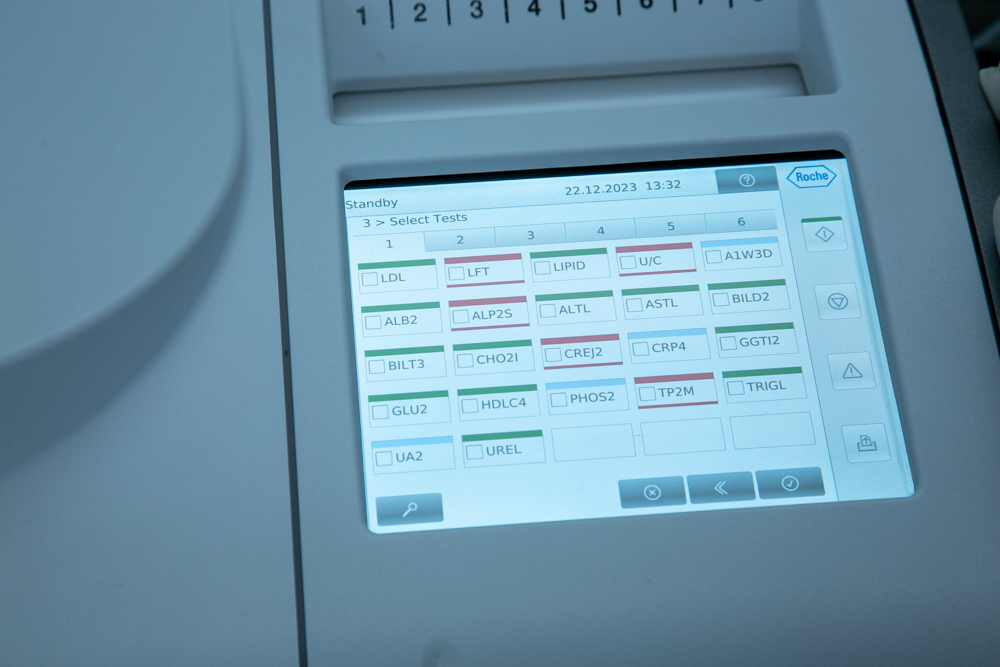 1 | 2 | 3 | 4 | 5 | 6 | 7
22.12.2023 13:32
Roche
Standby
3 > Select Tests
1 2 3 4 5 6
LDL LFT LIPID U/C A1W3D
ALB2 ALP2S ALTL ASTL BILD2
BILT3 CHO2I CREJ2 CRP4 GGTI2
GLU2 HDLC4 PHOS2 TP2M TRIGL
UA2 UREL